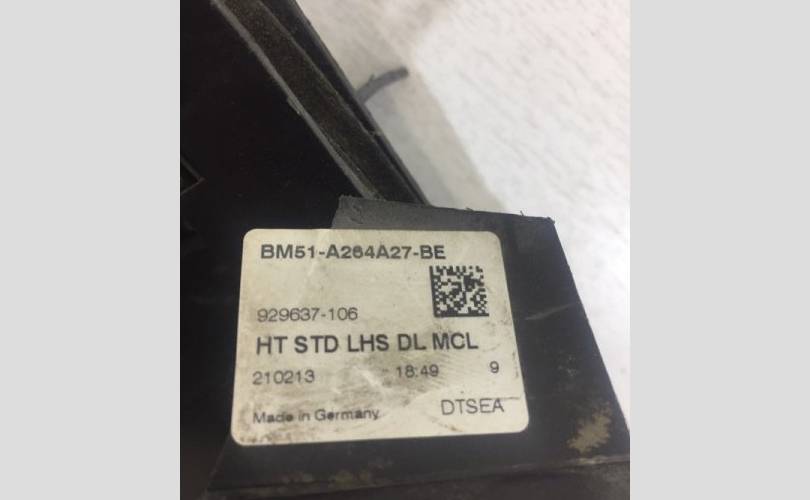 BM51-A264A27-BE
929637-106
HT STD LHS DL MCL
210213 18:49 9
Made in Germany DTSEA